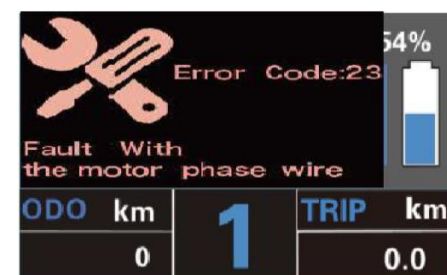 54%
Error Code:23
Fault With
the motor phase wire
ODO km
0
1
TRIP km
0.0